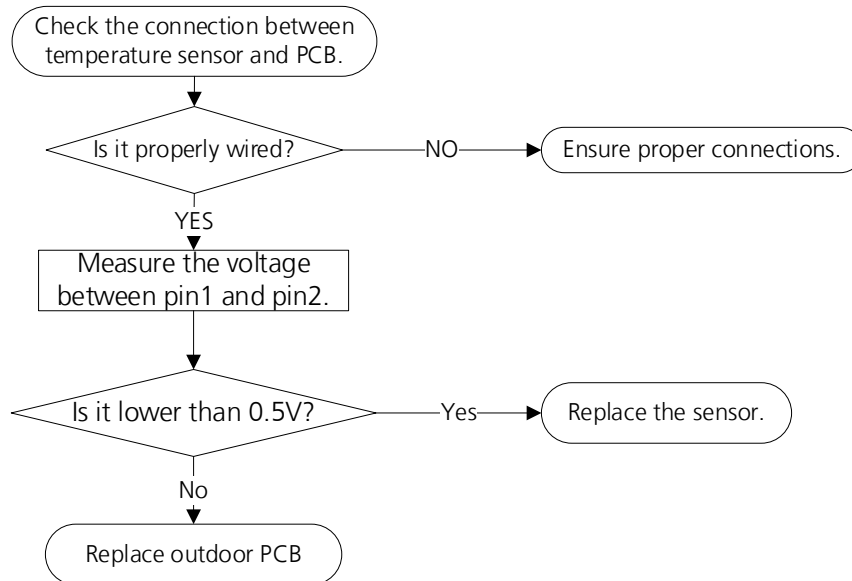 Check the connection between
temperature sensor and PCB.
Is it properly wired?
NO
Ensure proper connections.
YES
Measure the voltage
between pin1 and pin2.
Is it lower than 0.5V?
Yes
Replace the sensor.
No
Replace outdoor PCB